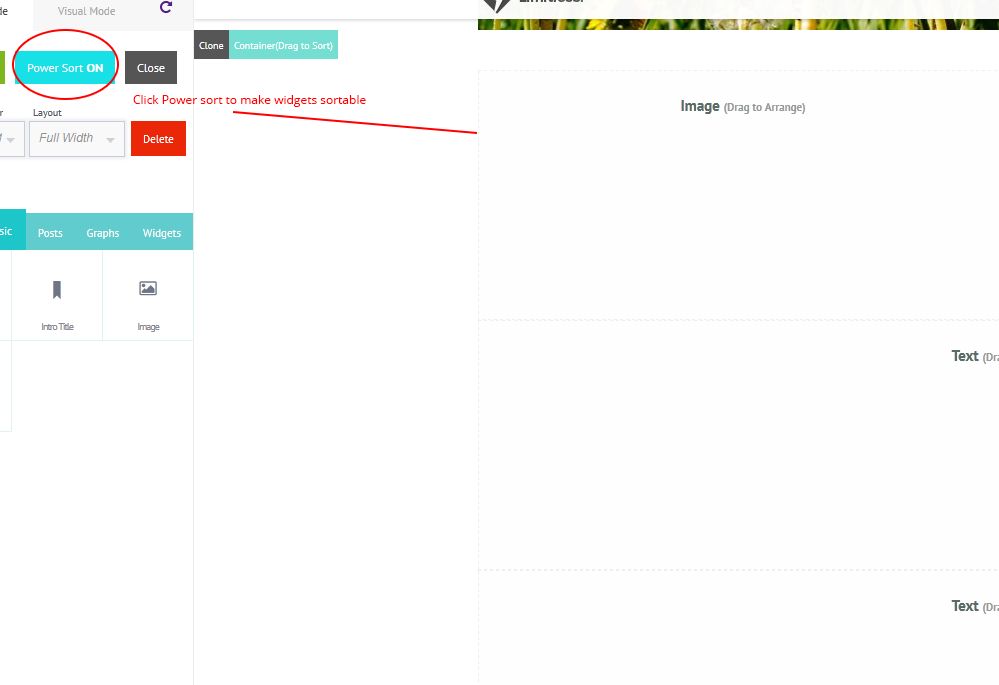 de
Visual Mode
Clone
Container(Drag to Sort)
Power Sort ON
Close
Click Power sort to make widgets sortable
Image (Drag to Arrange)
r
Layout
Full Width
Delete
sic
Posts
Graphs
Widgets
Intro Title
Image
Text (Dra
Text (Dra